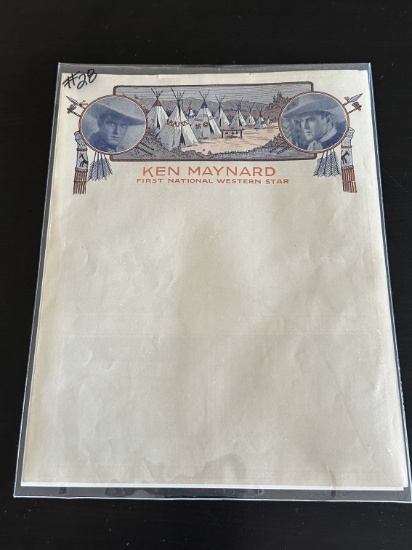 #28
KEN MAYNARD
FIRST NATIONAL WESTERN STAR